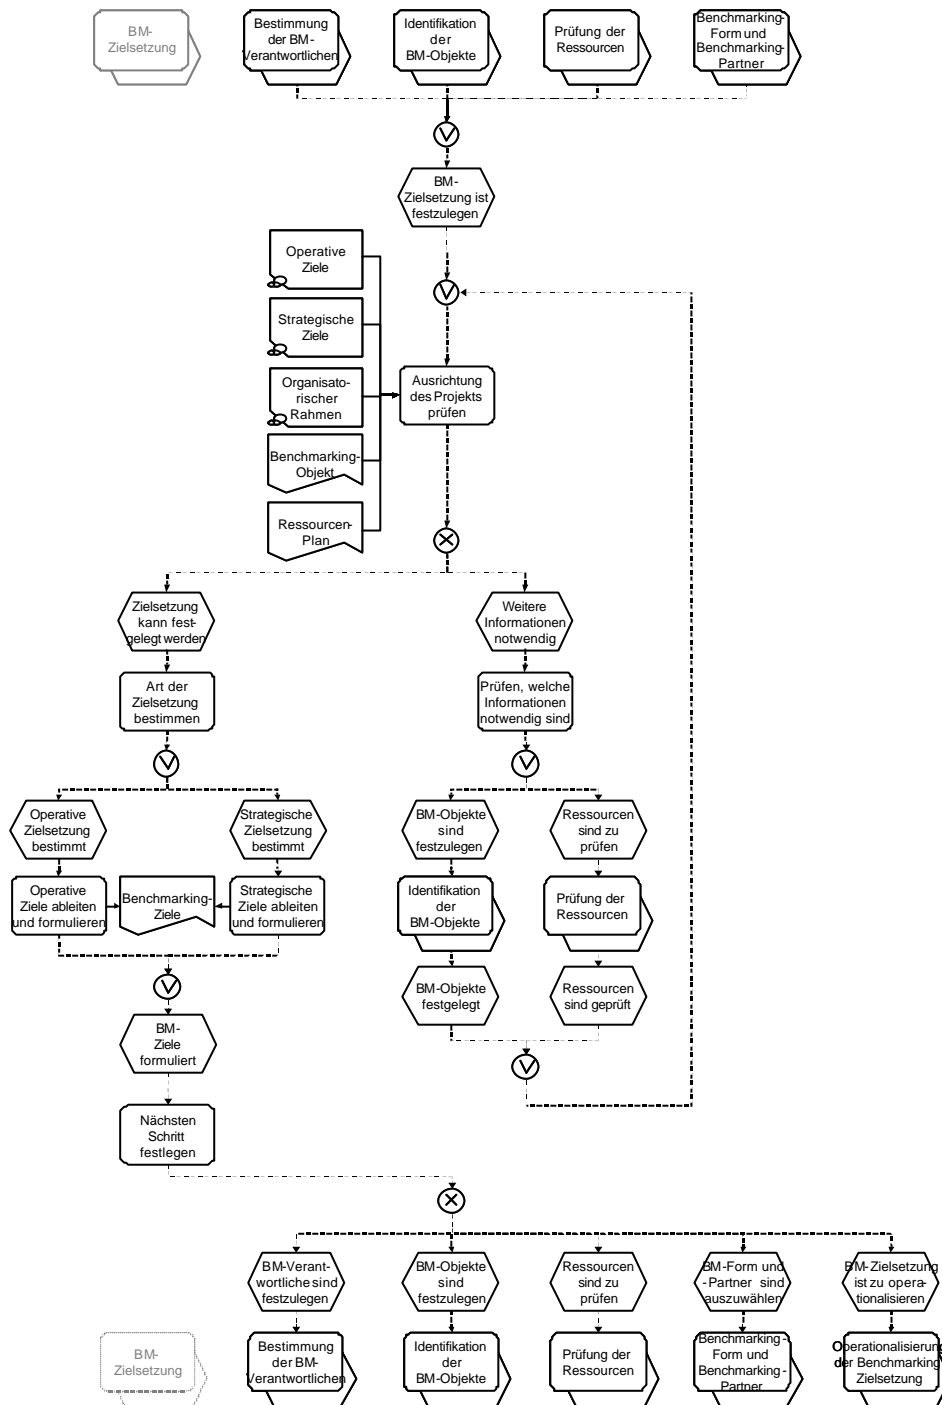 BM-
Zielsetzung
Bestimmung
der BM-
Verantwortlichen
Identifikation
der
BM-Objekte
Prüfung der
Ressourcen
Benchmarking-
Form und
Benchmarking-
Partner
BM-
Zielsetzung ist
festzulegen
Operative
Ziele
Strategische
Ziele
Organisato-
rischer
Rahmen
Benchmarking-
Objekt
Ressourcen-
Plan
Ausrichtung
des Projekts
prüfen
Zielsetzung
kann fest-
gelegt werden
Weitere
Informationen
notwendig
Art der
Zielsetzung
bestimmen
Prüfen, welche
Informationen
notwendig sind
Operative
Zielsetzung
bestimmt
Strategische
Zielsetzung
bestimmt
BM-Objekte
sind
festzulegen
Ressourcen
sind zu
prüfen
Operative
Ziele ableiten
und formulieren
Benchmarking-
Ziele
Strategische
Ziele ableiten
und formulieren
Identifikation
der
BM-Objekte
Prüfung der
Ressourcen
BM-Objekte
festgelegt
Ressourcen
sind geprüft
BM-
Ziele
formuliert
Nächsten
Schritt
festlegen
BM-Verant-
wortliche sind
festzulegen
BM-Objekte
sind
festzulegen
Ressourcen
sind zu
prüfen
BM-Form und
-Partner sind
auszuwählen
BM-Zielsetzung
ist zu opera-
tionalisieren
BM-
Zielsetzung
Bestimmung
der BM-
Verantwortlichen
Identifikation
der
BM-Objekte
Prüfung der
Ressourcen
Benchmarking-
Form und
Benchmarking-
Partner
Operationalisierung
der Benchmarking
Zielsetzung